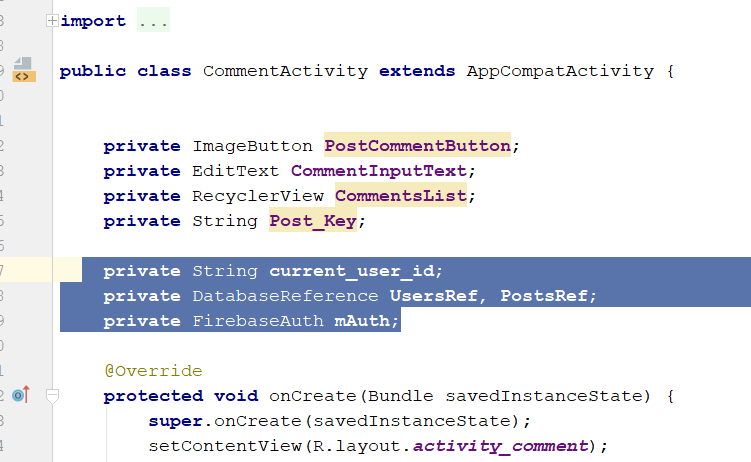 import ...
public class CommentActivity extends AppCompatActivity {
private ImageButton PostCommentButton;
private EditText CommentInputText;
private RecyclerView CommentsList;
private String Post_Key;
private String current_user_id;
private DatabaseReference UsersRef, PostsRef;
private FirebaseAuth mAuth;
@Override
protected void onCreate(Bundle savedInstanceState) {
super.onCreate(savedInstanceState);
setContentView(R.layout.activity_comment);